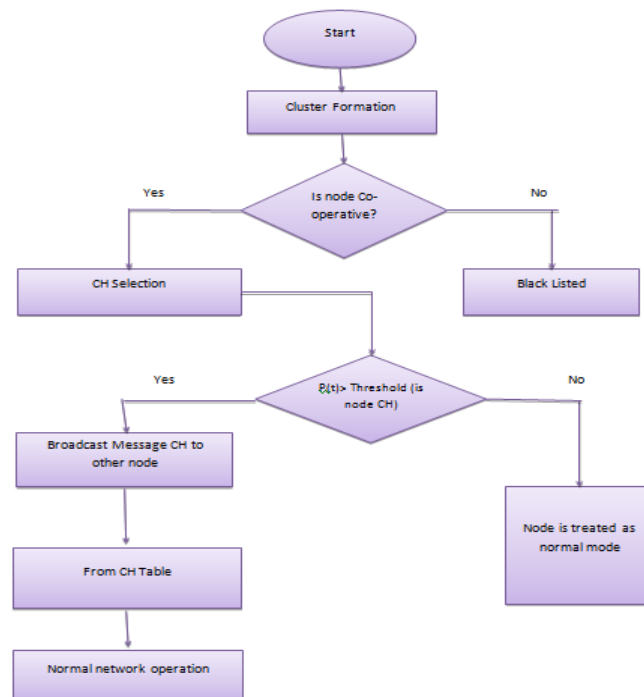 Start
Cluster Formation
Yes
Is node Co-
operative?
No
CH Selection
Black Listed
Yes
Pᵢ(t)> Threshold (is
node CH)
No
Broadcast Message CH to
other node
Node is treated as
normal mode
From CH Table
Normal network operation